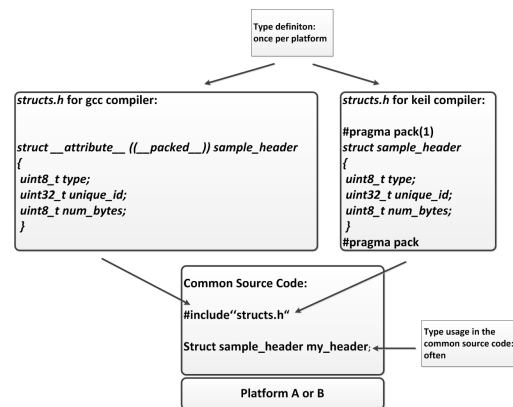 Type definiton:
once per platform
structs.h for gcc compiler:
struct __attribute__ ((__packed__)) sample_header
{
uint8_t type;
uint32_t unique_id;
uint8_t num_bytes;
}
structs.h for keil compiler:
#pragma pack(1)
struct sample_header
{
uint8_t type;
uint32_t unique_id;
uint8_t num_bytes;
}
#pragma pack
Common Source Code:
#include‘‘structs.h“
Struct sample_header my_header;
Type usage in the
common source code:
often
Platform A or B